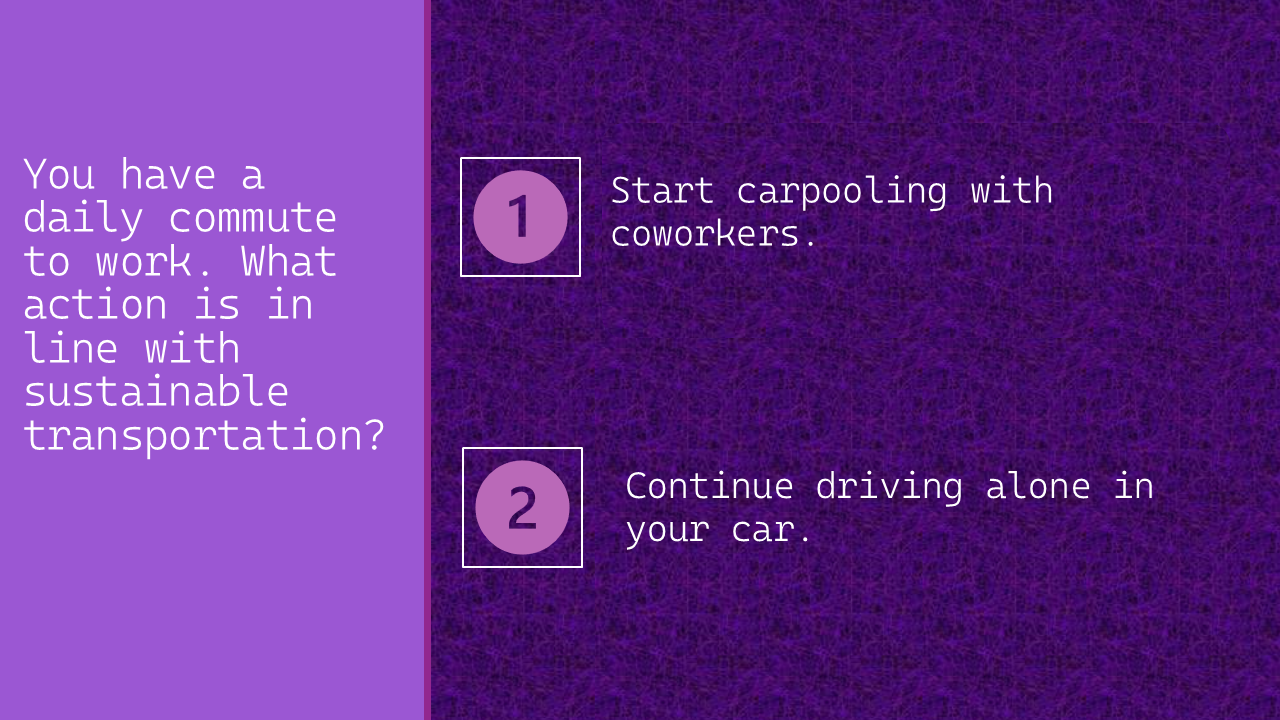 You have a
daily commute
to work. What
action is in
line with
sustainable
transportation?
1
Start carpooling with
coworkers.
2
Continue driving alone in
your car.